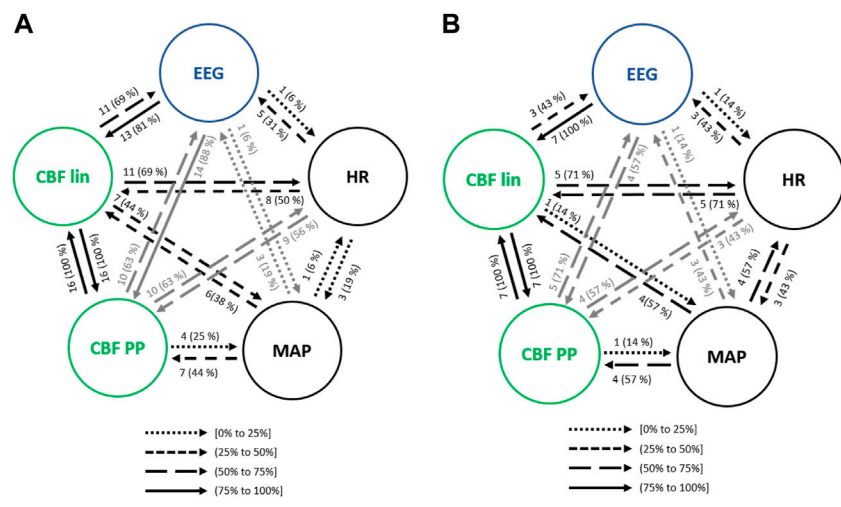 A
EEG
11 (69 %)
13 (81 %)
1 (6 %)
5 (31 %)
14 (88 %)
1 (6 %)
CBF lin
HR
11 (69 %)
8 (50 %)
7 (44 %)
16 (100 %)
16 (100 %)
10 (63 %)
10 (63 %)
9 (56 %)
6(38 %)
3 (19 %)
1(6 %)
3 (19 %)
CBF PP
MAP
4 (25 %)
7 (44 %)
[0% to 25%]
(25% to 50%]
(50% to 75%]
(75% to 100%]
B
EEG
3 (43 %)
7 (100 %)
1 (14 %)
3 (43 %)
4 (57 %)
1 (14 %)
CBF lin
HR
5 (71 %)
5 (71 %)
1 (14 %)
7 (100 %)
7 (100 %)
5 (71 %)
4 (57 %)
3 (43 %)
4(57 %)
3 (43 %)
4 (57 %)
3 (43 %)
CBF PP
MAP
1 (14 %)
4 (57 %)
[0% to 25%]
(25% to 50%]
(50% to 75%]
(75% to 100%]